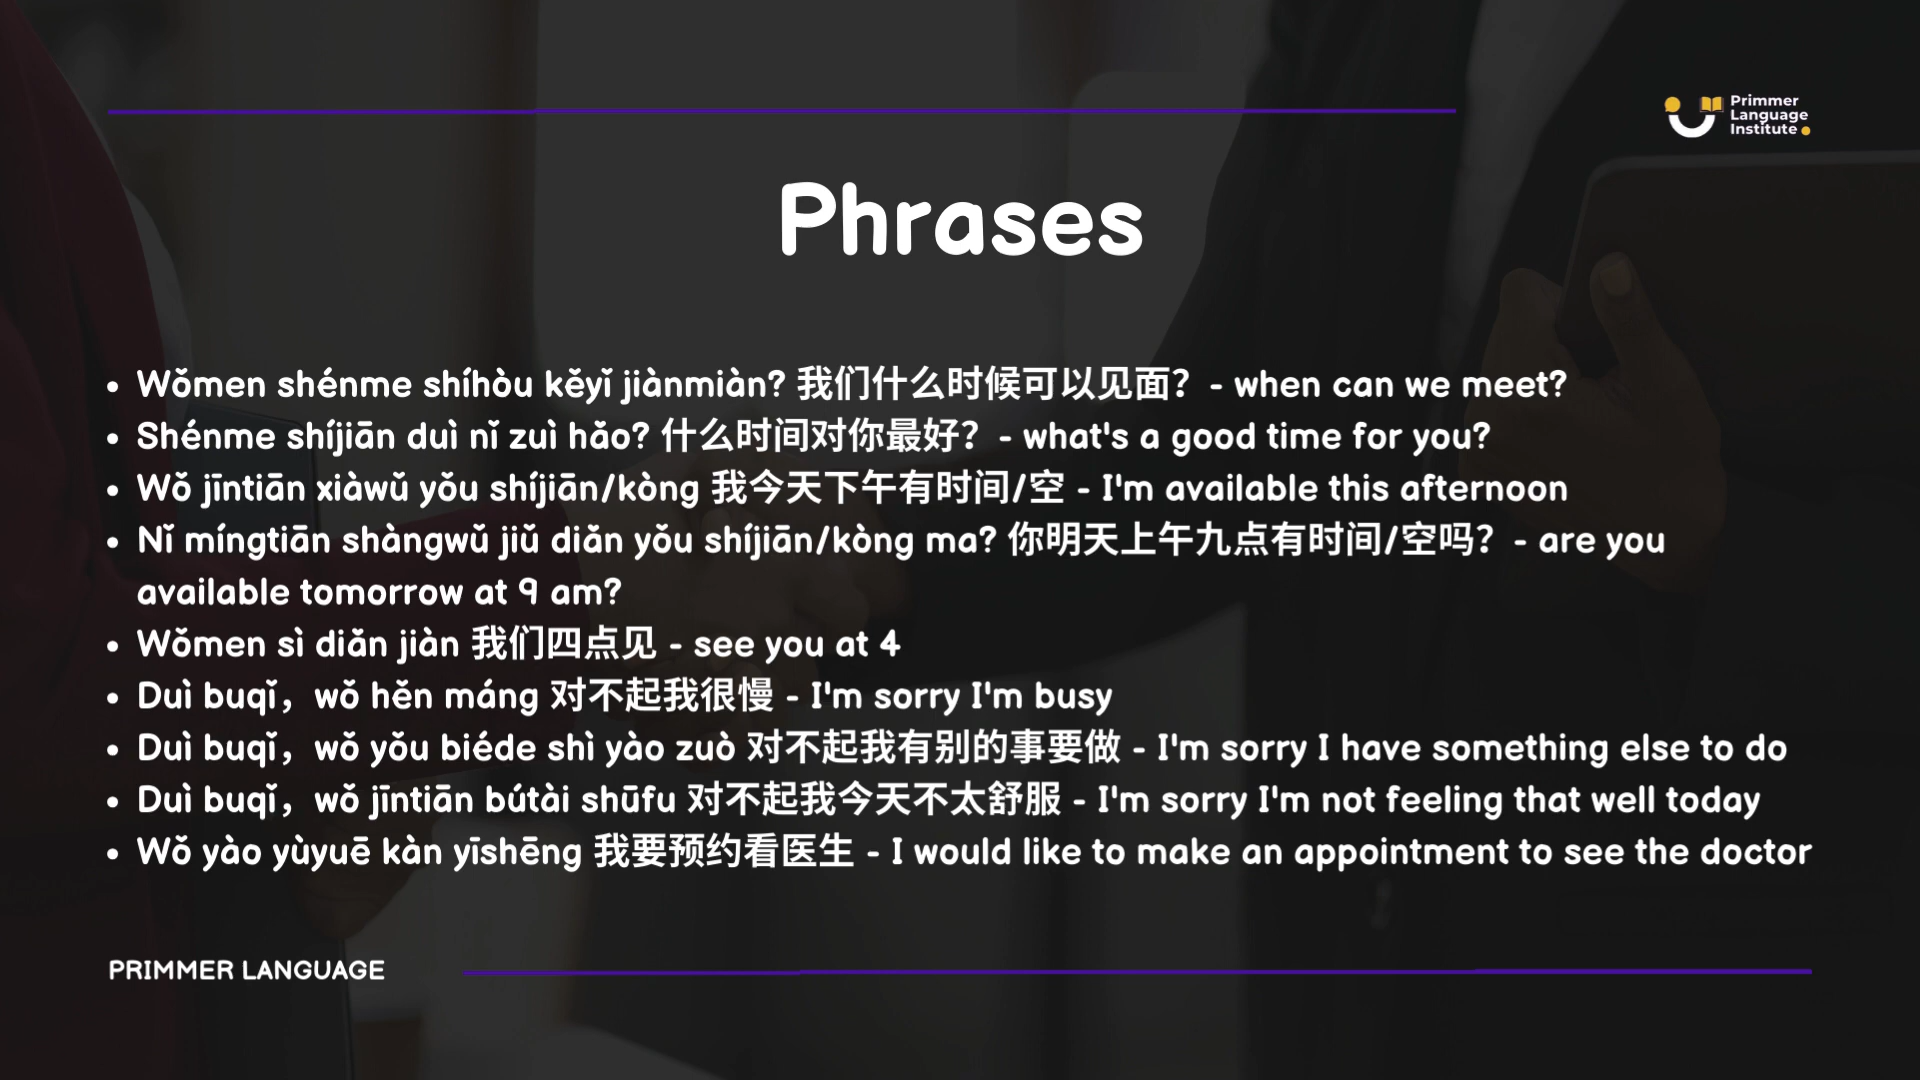 Primmer
Language
Institute
Phrases
• Wǒmen shénme shíhòu kěyǐ jiànmiàn? 我们什么时候可以见面？ - when can we meet?
• Shénme shíjiān duì nǐ zuì hǎo? 什么时间对你最好？ - what's a good time for you?
• Wǒ jīntiān xiàwǔ yǒu shíjiān/kòng 我今天下午有时间/空 - I'm available this afternoon
• Nǐ míngtiān shàngwǔ jiǔ diǎn yǒu shíjiān/kòng ma? 你明天上午九点有时间/空吗？ - are you
available tomorrow at 9 am?
• Wǒmen sì diǎn jiàn 我们四点见 - see you at 4
• Duì buqǐ，wǒ hěn máng 对不起我很慢 - I'm sorry I'm busy
• Duì buqǐ，wǒ yǒu biéde shì yào zuò 对不起我有别的事要做 - I'm sorry I have something else to do
• Duì buqǐ，wǒ jīntiān bútài shūfu 对不起我今天不太舒服 - I'm sorry I'm not feeling that well today
• Wǒ yào yùyuē kàn yīshēng 我要预约看医生 - I would like to make an appointment to see the doctor
PRIMMER LANGUAGE